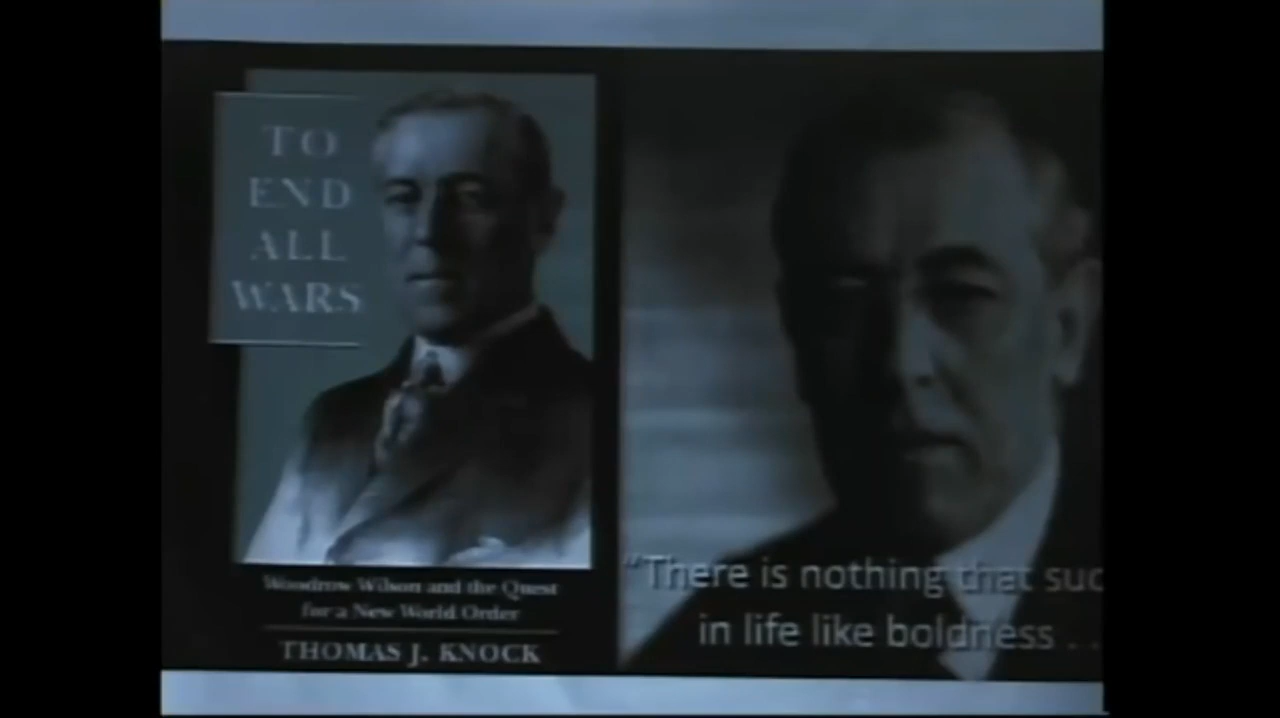 TO
END
ALL
WARS
Woodrow Wilson and the Quest
for a New World Order
THOMAS J. KNOCK
“There is nothing that suc
in life like boldness . .